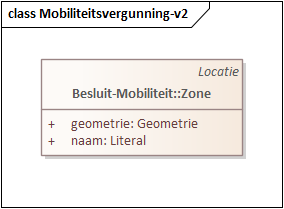 class Mobiliteitsvergunning-v2
Locatie
Besluit-Mobiliteit::Zone
+ geometrie: Geometrie
+ naam: Literal